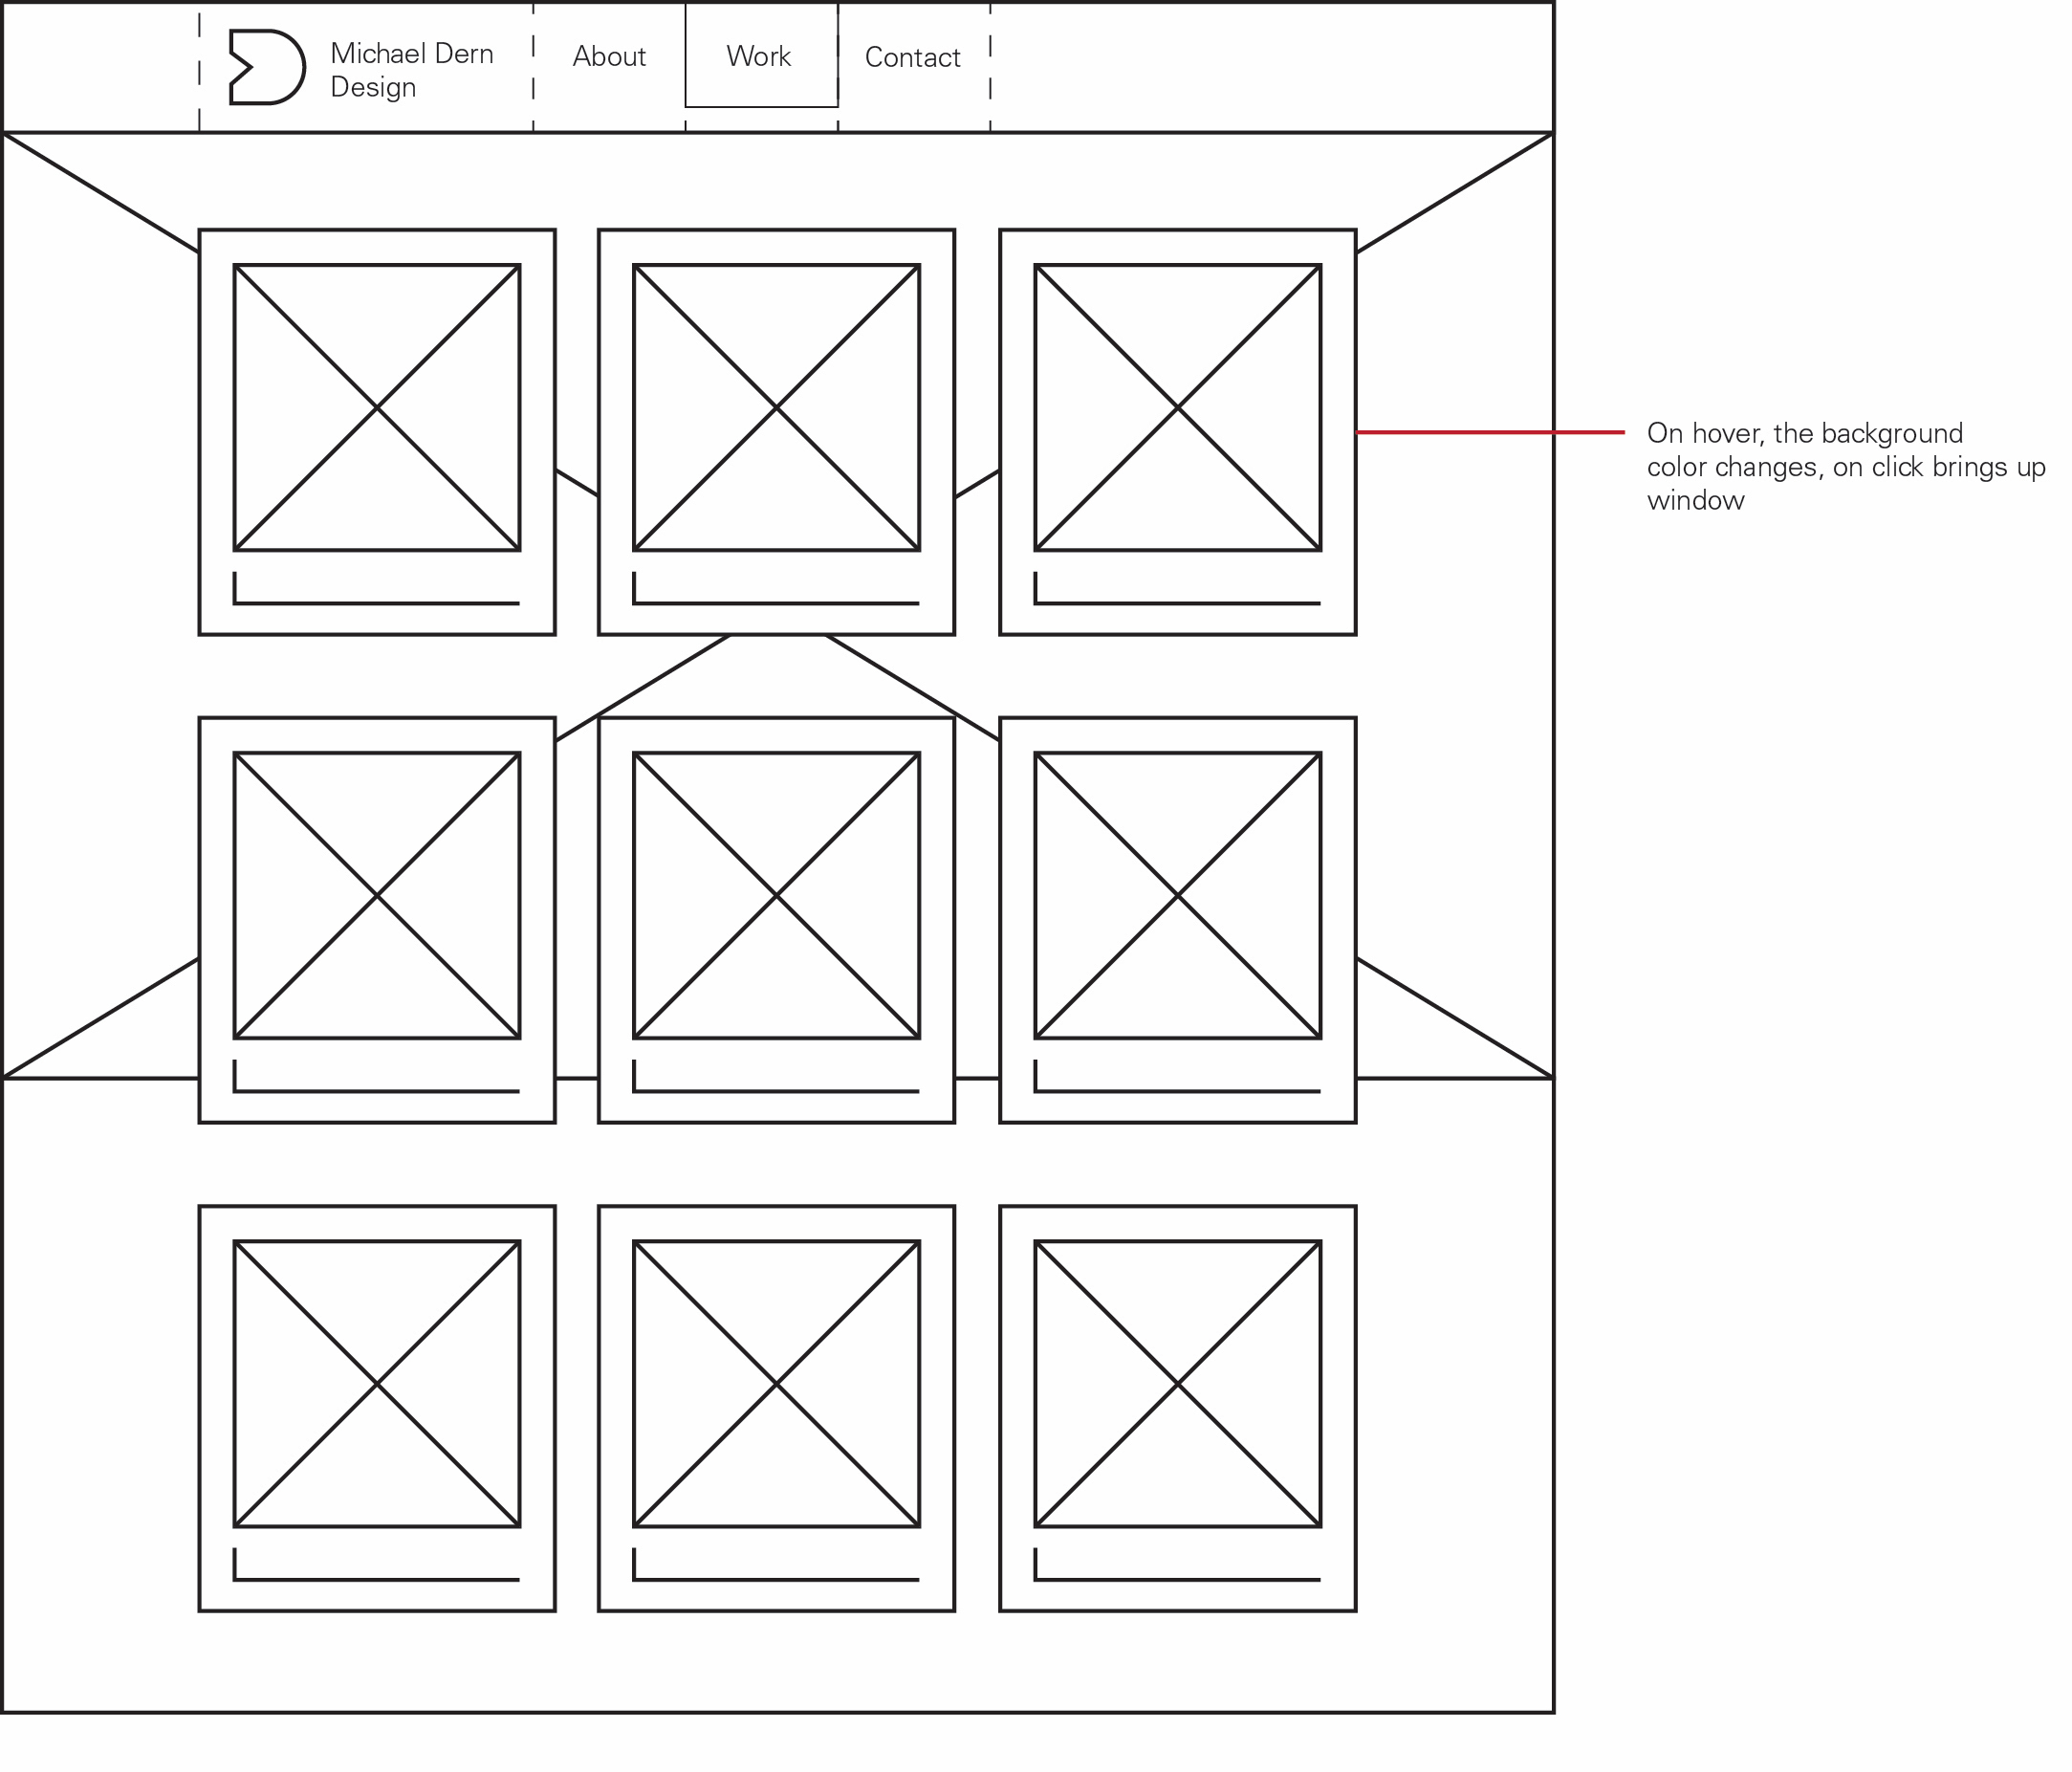 Michael Dern
Design
About
Work
Contact
On hover, the background
color changes, on click brings up
window